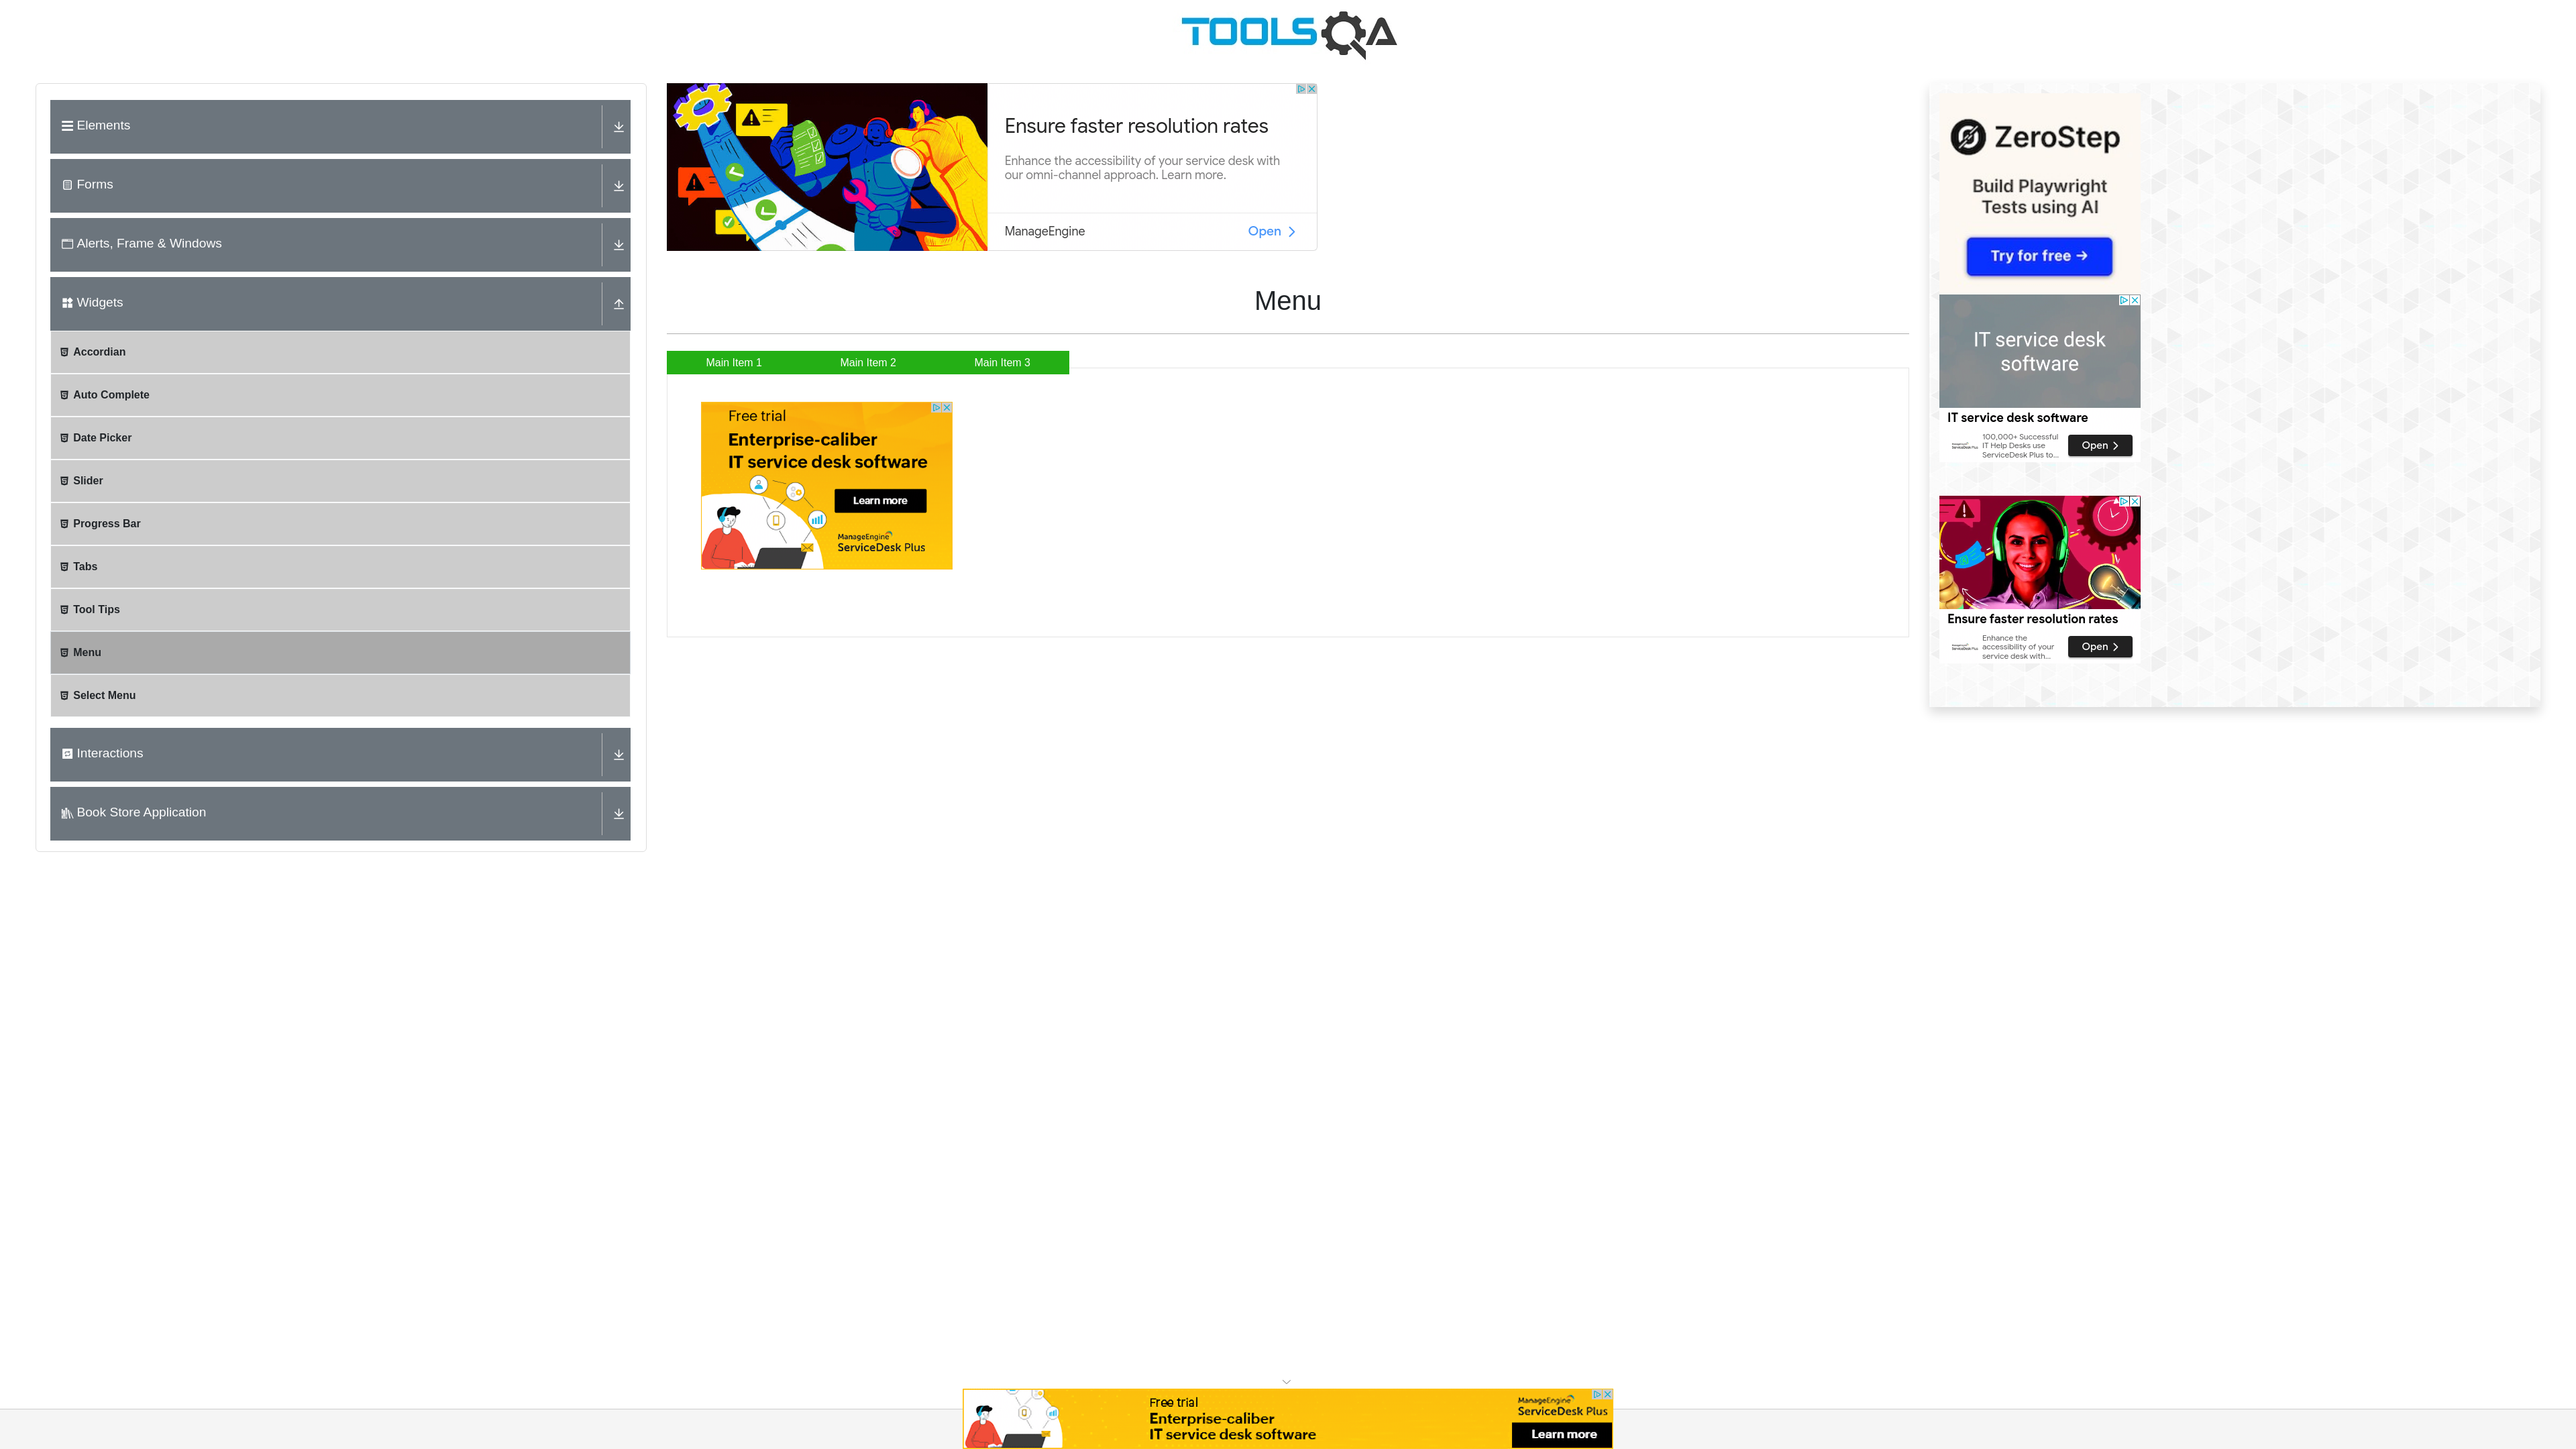 TOOLSQA
Elements
Forms
Alerts, Frame & Windows
Widgets
Accordian
Auto Complete
Date Picker
Slider
Progress Bar
Tabs
Tool Tips
Menu
Select Menu
Interactions
Book Store Application
Ensure faster resolution rates
Enhance the accessibility of your service desk with
our omni-channel approach. Learn more.
ManageEngine
Open
Menu
Main Item 1
Main Item 2
Main Item 3
Free trial
Enterprise-caliber
IT service desk software
Learn more
ManageEngine
ServiceDesk Plus
ZeroStep
Build Playwright
Tests using AI
Try for free →
IT service desk
software
IT service desk software
100,000+ Successful
IT Help Desks use
ServiceDesk Plus to...
Open
Ensure faster resolution rates
Enhance the
accessibility of your
service desk with...
Open
Free trial
Enterprise-caliber
IT service desk software
ManageEngine
ServiceDesk Plus
Learn more